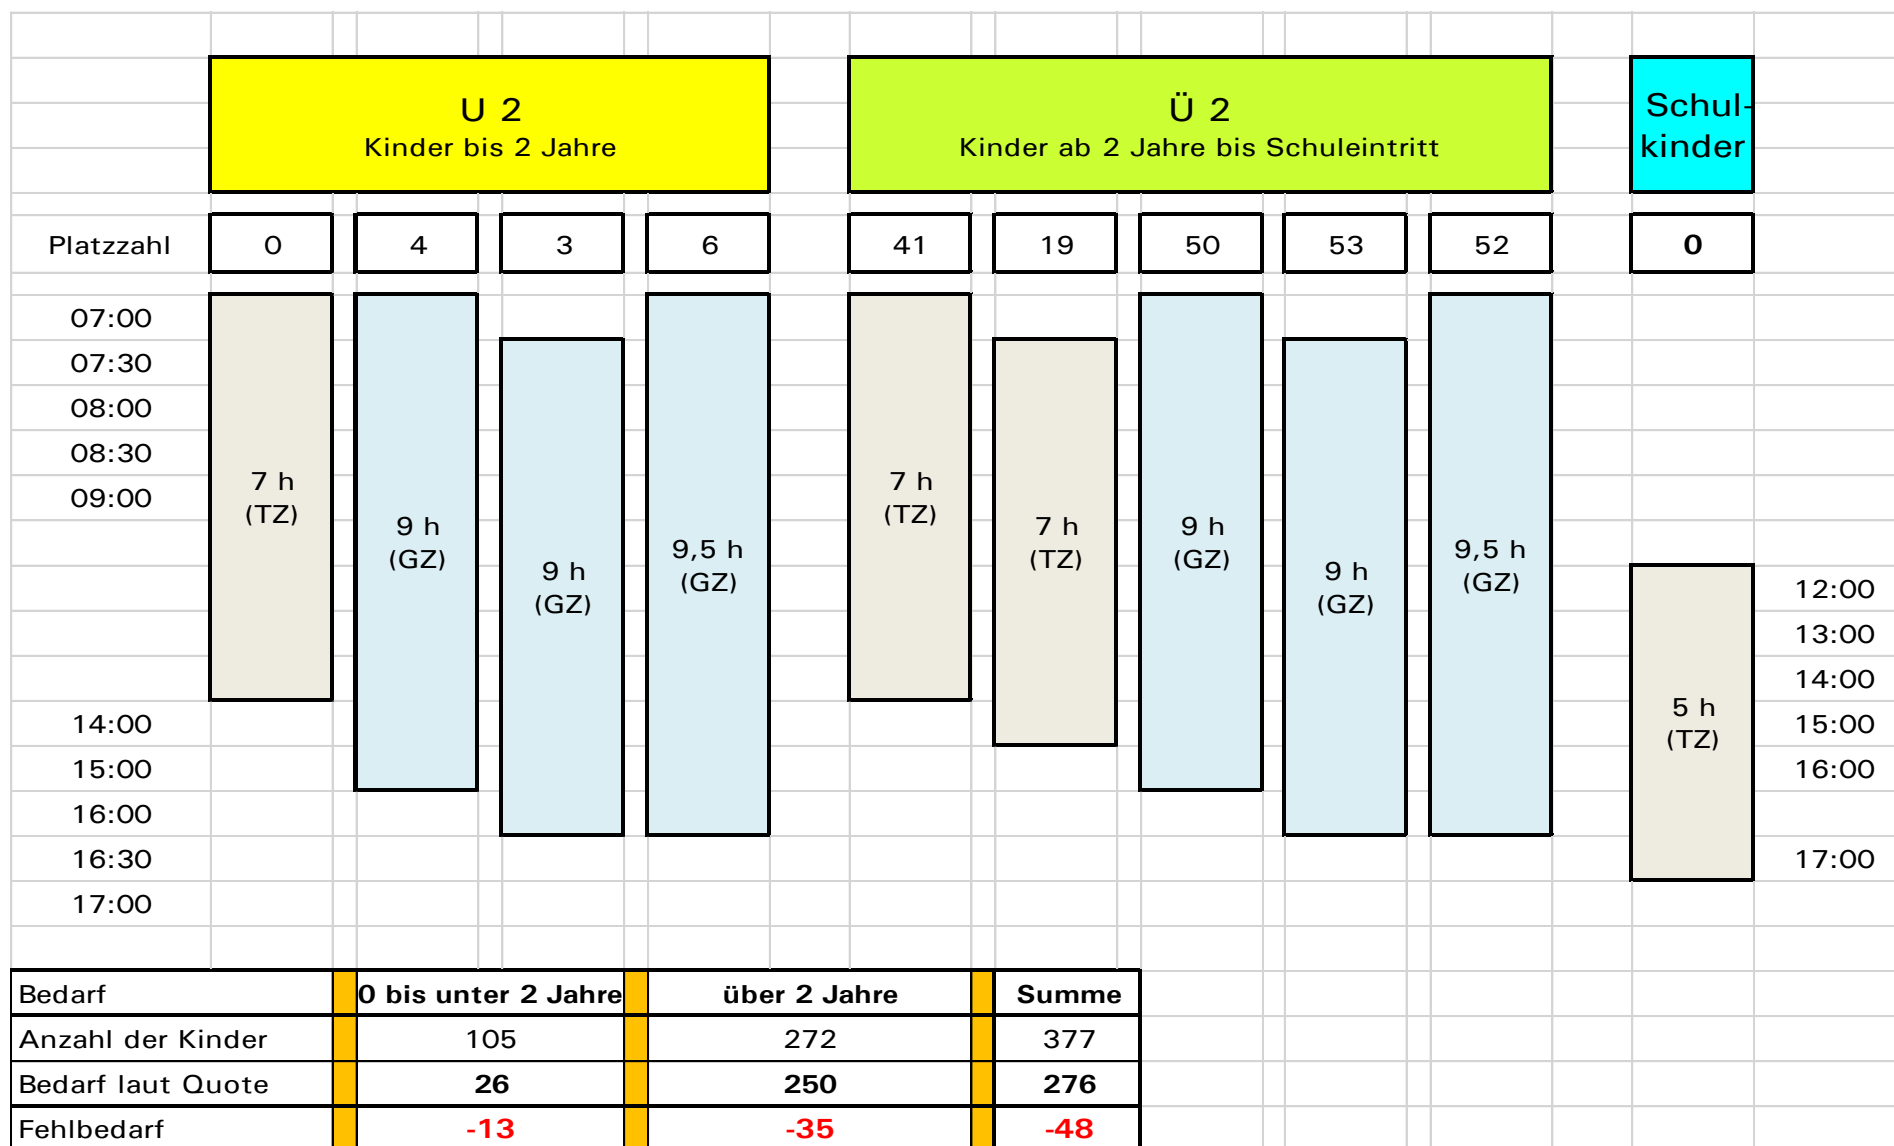 U 2
Kinder bis 2 Jahre
Ü 2
Kinder ab 2 Jahre bis Schuleintritt
Schul-
kinder
Platzzahl 0 4 3 6 41 19 50 53 52 0
07:00
07:30
08:00
08:30
09:00
7 h
(TZ)
9 h
(GZ)
9 h
(GZ)
9,5 h
(GZ)
7 h
(TZ)
7 h
(TZ)
9 h
(GZ)
9 h
(GZ)
9,5 h
(GZ)
5 h
(TZ)
12:00
13:00
14:00
15:00
16:00
17:00
14:00
15:00
16:00
16:30
17:00
Bedarf 0 bis unter 2 Jahre über 2 Jahre Summe
Anzahl der Kinder 105 272 377
Bedarf laut Quote 26 250 276
Fehlbedarf -13 -35 -48